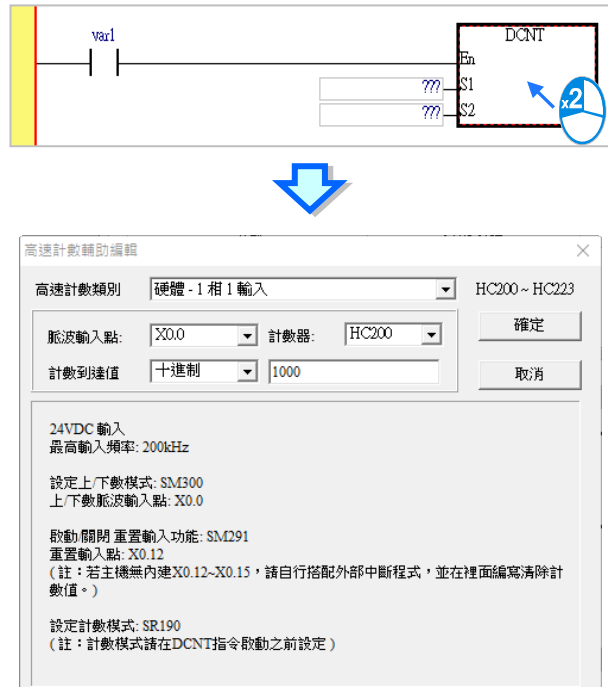 var1
DCNT
En
??? S1
??? S2
x2
高速計數輔助編輯
高速計數類別 硬體 - 1 相 1 輸入 HC200 ~ HC223
脈波輸入點: X0.0 計數器: HC200 確定
計數到達值 十進制 1000 取消
24VDC 輸入
最高輸入頻率: 200kHz
設定上/下數模式: SM300
上/下數脈波輸入點: X0.0
啟動/關閉 重置輸入功能: SM291
重置輸入點: X0.12
(註：若主機無內建X0.12~X0.15，請自行搭配外部中斷程式，並在裡面編寫清除計
數值。)
設定計數模式: SR190
(註：計數模式請在DCNT指令啟動之前設定)